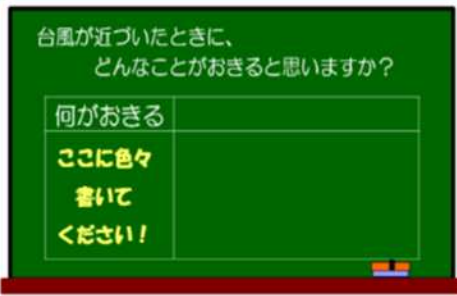 台風が近づいたときに、
どんなことがおきると思いますか?
何がおきる
ここに色々
書いて
ください!